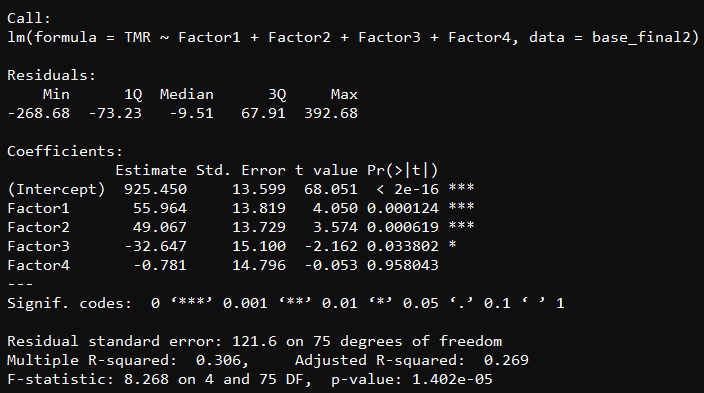 Call:
lm(formula = TMR ~ Factor1 + Factor2 + Factor3 + Factor4, data = base_final2)
Residuals:
Min 1Q Median 3Q Max
-268.68 -73.23 -9.51 67.91 392.68
Coefficients:
Estimate Std. Error t value Pr(>|t|)
(Intercept) 925.450 13.599 68.051 < 2e-16 ***
Factor1 55.964 13.819 4.050 0.000124 ***
Factor2 49.067 13.729 3.574 0.000619 ***
Factor3 -32.647 15.100 -2.162 0.033802 *
Factor4 -0.781 14.796 -0.053 0.958043
---
Signif. codes: 0 ‘***’ 0.001 ‘**’ 0.01 ‘*’ 0.05 ‘.’ 0.1 ‘ ’ 1
Residual standard error: 121.6 on 75 degrees of freedom
Multiple R-squared: 0.306, Adjusted R-squared: 0.269
F-statistic: 8.268 on 4 and 75 DF, p-value: 1.402e-05